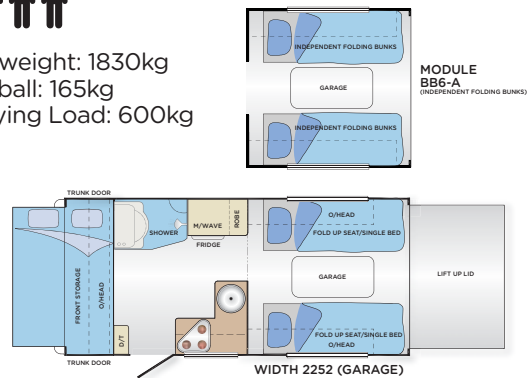 weight: 1830kg
ball: 165kg
ying Load: 600kg
INDEPENDENT FOLDING BUNKS
GARAGE
INDEPENDENT FOLDING BUNKS
MODULE
BB6-A
(INDEPENDENT FOLDING BUNKS)
TRUNK DOOR
FRONT STORAGE
O/HEAD
D/T
SHOWER
M/WAVE
ROBE
FRIDGE
O/HEAD
FOLD UP SEAT/SINGLE BED
GARAGE
FOLD UP SEAT/SINGLE BED
O/HEAD
LIFT UP LID
TRUNK DOOR
WIDTH 2252 (GARAGE)